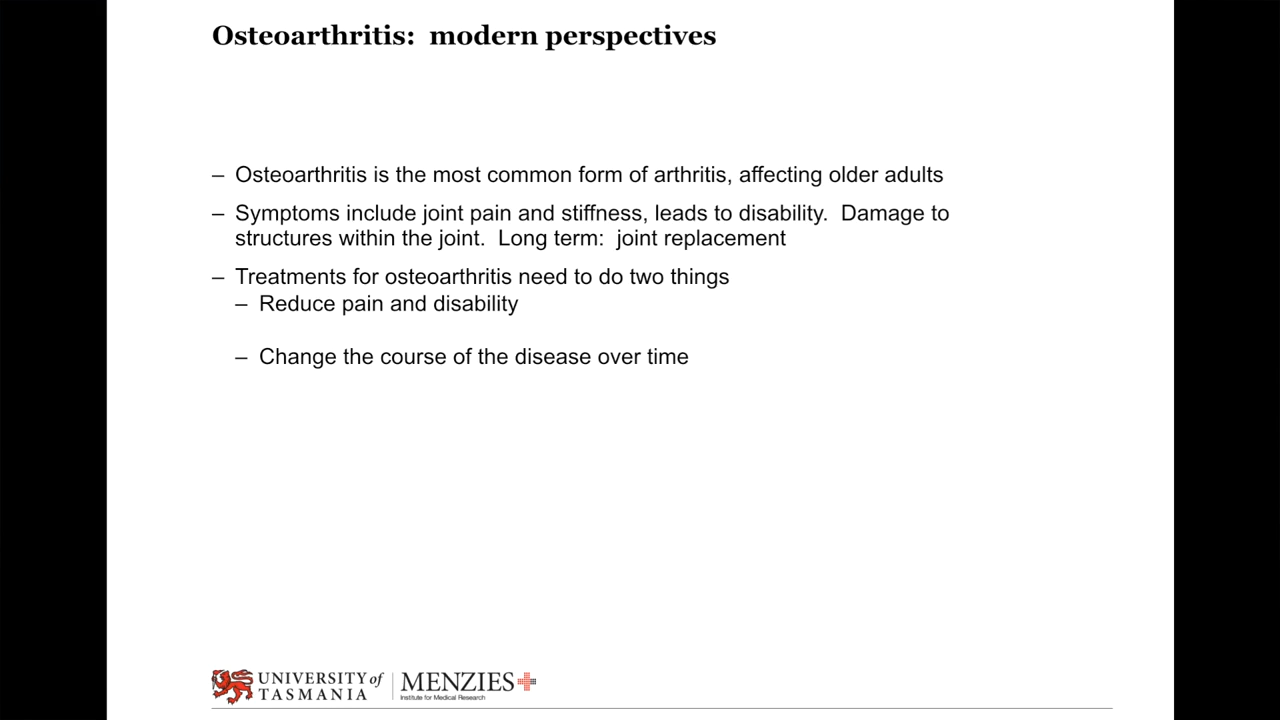 Osteoarthritis:  modern perspectives
– Osteoarthritis is the most common form of arthritis, affecting older adults
– Symptoms include joint pain and stiffness, leads to disability.  Damage to
structures within the joint.  Long term:  joint replacement
– Treatments for osteoarthritis need to do two things
– Reduce pain and disability
– Change the course of the disease over time
UNIVERSITY of
TASMANIA
MENZIES
Institute for Medical Research